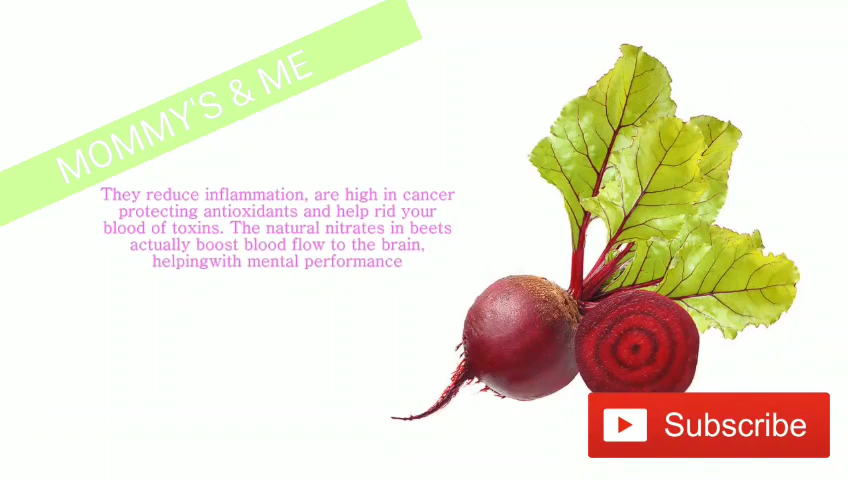 MOMMY'S & ME
They reduce inflammation, are high in cancer
protecting antioxidants and help rid your
blood of toxins. The natural nitrates in beets
actually boost blood flow to the brain,
helpingwith mental performance
Subscribe